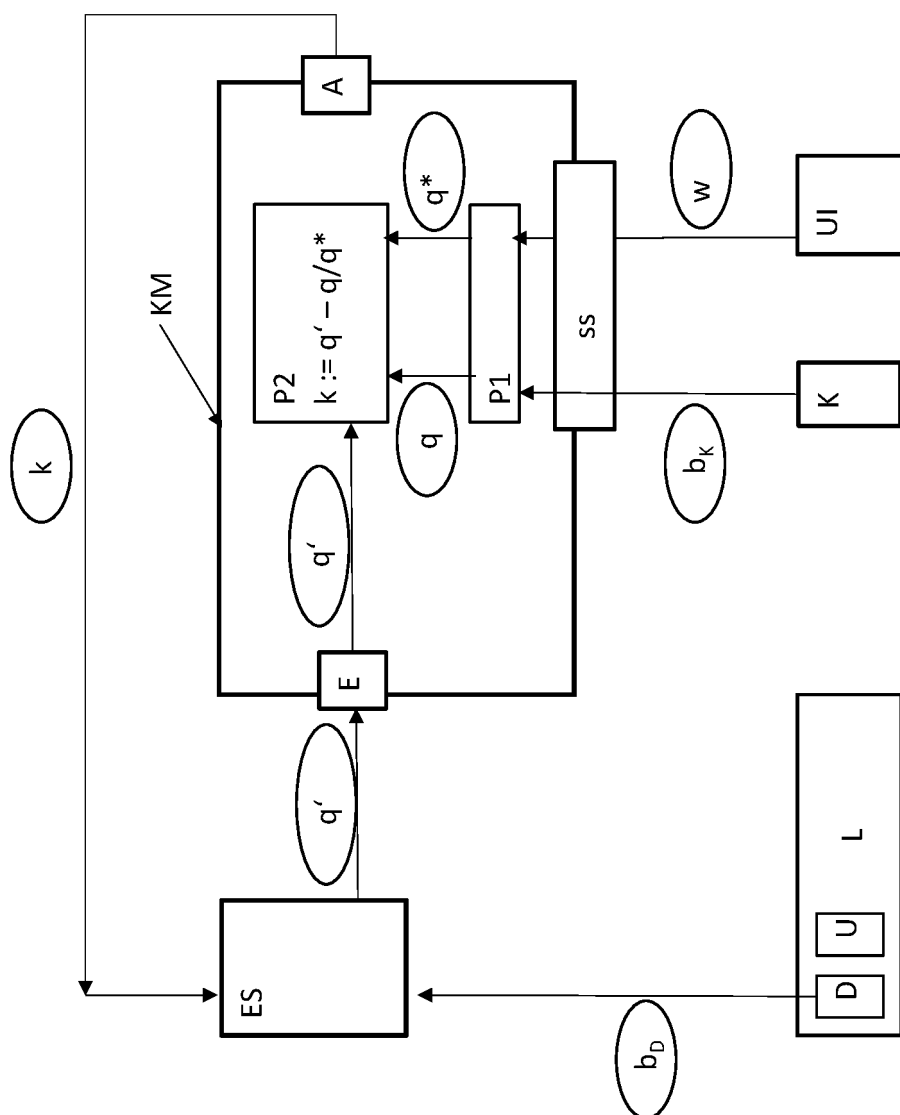 k
KM
A
P2
k := q‘ – q/q*
q*
q‘
q
E
P1
q‘
ss
ES
w
b_K
b_D
UI
K
L
U
D